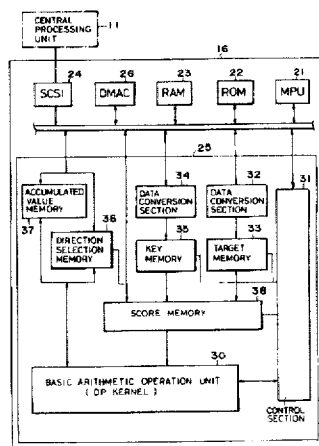 CENTRAL
PROCESSING
UNIT
11
16
24
26
23
22
21
SCSI
DMAC
RAM
ROM
MPU
25
34
32
31
ACCUMULATED
VALUE
MEMORY
DATA
CONVERSION
SECTION
DATA
CONVERSION
SECTION
36
35
33
37
DIRECTION
SELECTION
MEMORY
KEY
MEMORY
TARGET
MEMORY
38
SCORE MEMORY
30
BASIC ARITHMETIC OPERATION UNIT
(DP KERNEL)
CONTROL
SECTION